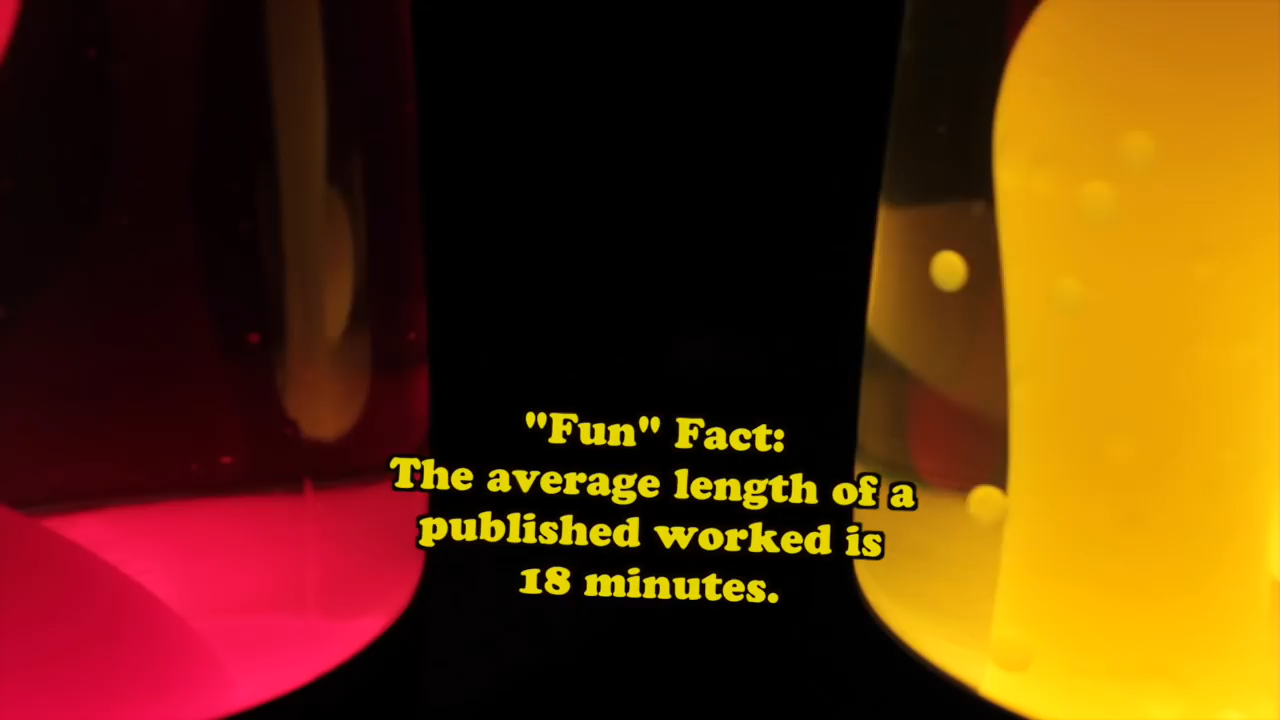 "Fun" Fact:
The average length of a
published worked is
18 minutes.